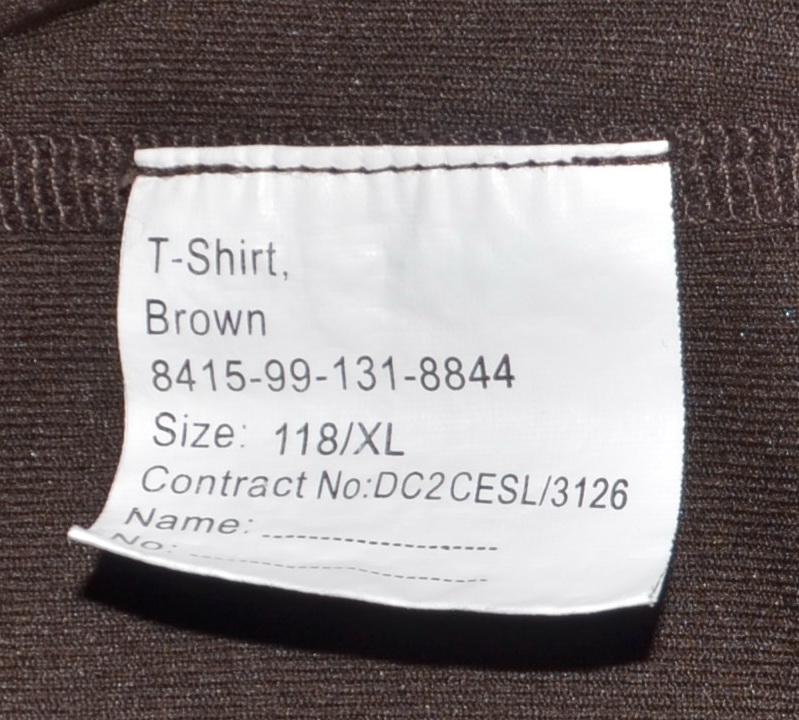 T-Shirt,
Brown
8415-99-131-8844
Size: 118/XL
Contract No:DC2CESL/3126
Name: --------------------
No: --------------------